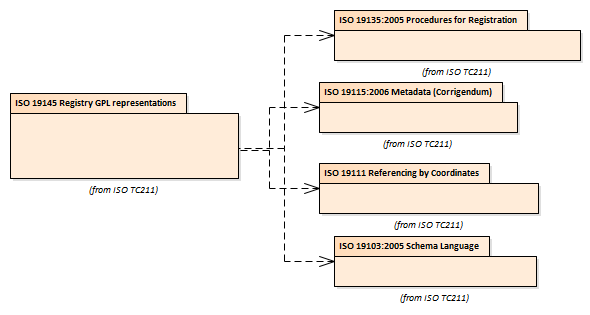 ISO 19135:2005 Procedures for Registration
(from ISO TC211)
ISO 19145 Registry GPL representations
(from ISO TC211)
ISO 19115:2006 Metadata (Corrigendum)
(from ISO TC211)
ISO 19111 Referencing by Coordinates
(from ISO TC211)
ISO 19103:2005 Schema Language
(from ISO TC211)